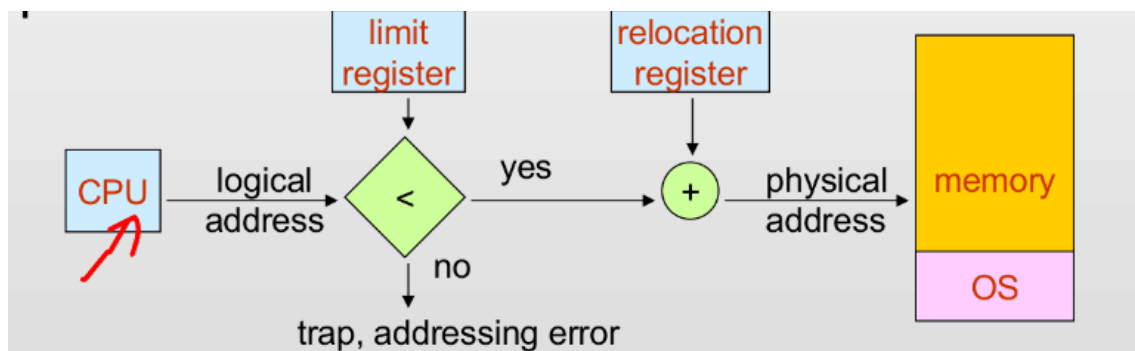 limit
register
relocation
register
CPU
logical
address
<
yes
+
physical
address
memory
no
OS
trap, addressing error